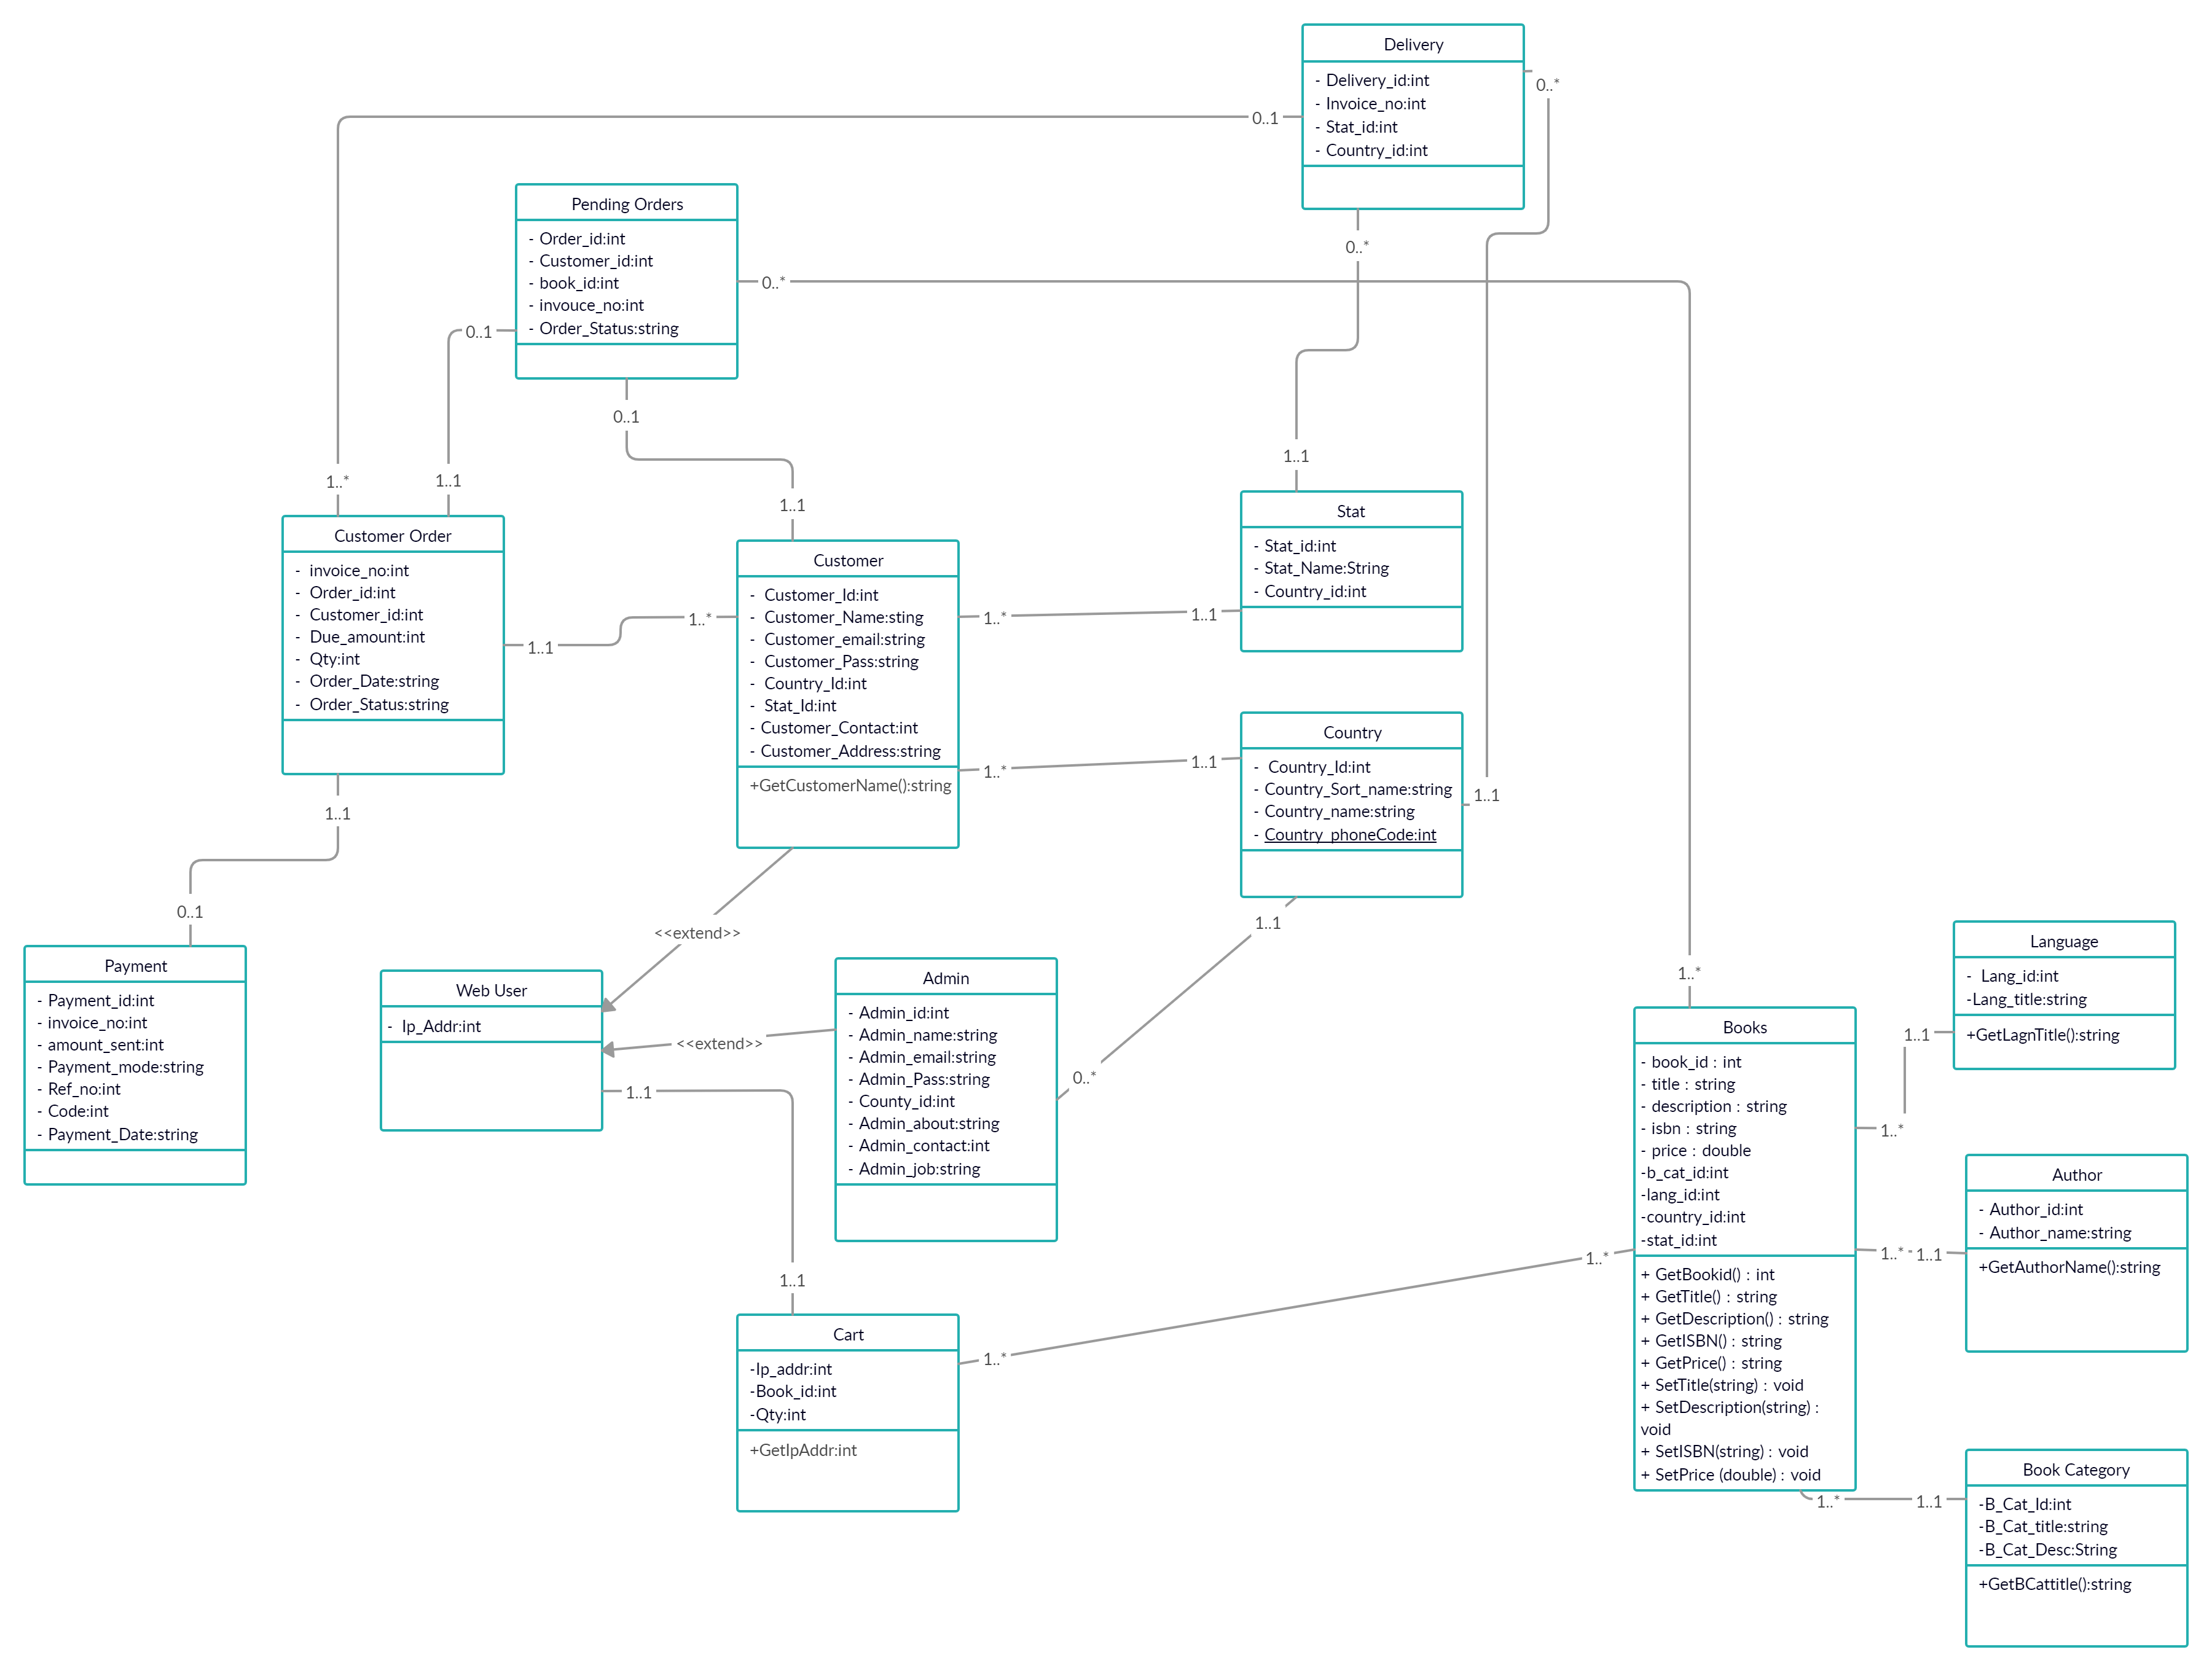 Delivery
- Delivery_id:int
- Invoice_no:int
- Stat_id:int
- Country_id:int
0..*
0..1
0..*
Pending Orders
- Order_id:int
- Customer_id:int
- book_id:int
- invouce_no:int
- Order_Status:string
0..*
0..1
0..1
1..*
1..1
1..1
1..1
Customer Order
- invoice_no:int
- Order_id:int
- Customer_id:int
- Due_amount:int
- Qty:int
- Order_Date:string
- Order_Status:string
1..1
1..*
1..1
Customer
- Customer_Id:int
- Customer_Name:sting
- Customer_email:string
- Customer_Pass:string
- Country_Id:int
- Stat_Id:int
- Customer_Contact:int
- Customer_Address:string
+GetCustomerName():string
1..*
1..1
1..*
1..1
Stat
- Stat_id:int
- Stat_Name:String
- Country_id:int
Country
- Country_Id:int
- Country_Sort_name:string
- Country_name:string
- Country_phoneCode:int
1..1
1..1
0..1
Payment
- Payment_id:int
- invoice_no:int
- amount_sent:int
- Payment_mode:string
- Ref_no:int
- Code:int
- Payment_Date:string
<<extend>>
Web User
- Ip_Addr:int
<<extend>>
1..1
Admin
- Admin_id:int
- Admin_name:string
- Admin_email:string
- Admin_Pass:string
- County_id:int
- Admin_about:string
- Admin_contact:int
- Admin_job:string
0..*
1..1
Cart
-Ip_addr:int
-Book_id:int
-Qty:int
+GetIpAddr:int
1..*
1..*
1..*
Books
- book_id : int
- title : string
- description : string
- isbn : string
- price : double
-b_cat_id:int
-lang_id:int
-country_id:int
-stat_id:int
+ GetBookid() : int
+ GetTitle() : string
+ GetDescription() : string
+ GetISBN() : string
+ GetPrice() : string
+ SetTitle(string) : void
+ SetDescription(string) :
void
+ SetISBN(string) : void
+ SetPrice (double) : void
Language
- Lang_id:int
-Lang_title:string
+GetLagnTitle():string
1..1
1..*
Author
- Author_id:int
- Author_name:string
+GetAuthorName():string
1..*
1..1
Book Category
-B_Cat_Id:int
-B_Cat_title:string
-B_Cat_Desc:String
+GetBCattitle():string
1..*
1..1